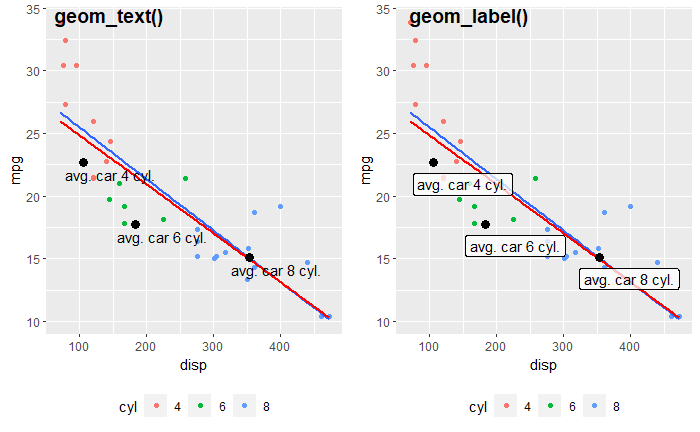 geom_text()
35
30
25
20
15
10
mpg
avg. car 4 cyl.
avg. car 6 cyl.
avg. car 8 cyl.
100 200 300 400
disp
cyl 4 6 8
geom_label()
35
30
25
20
15
10
mpg
avg. car 4 cyl.
avg. car 6 cyl.
avg. car 8 cyl.
100 200 300 400
disp
cyl 4 6 8